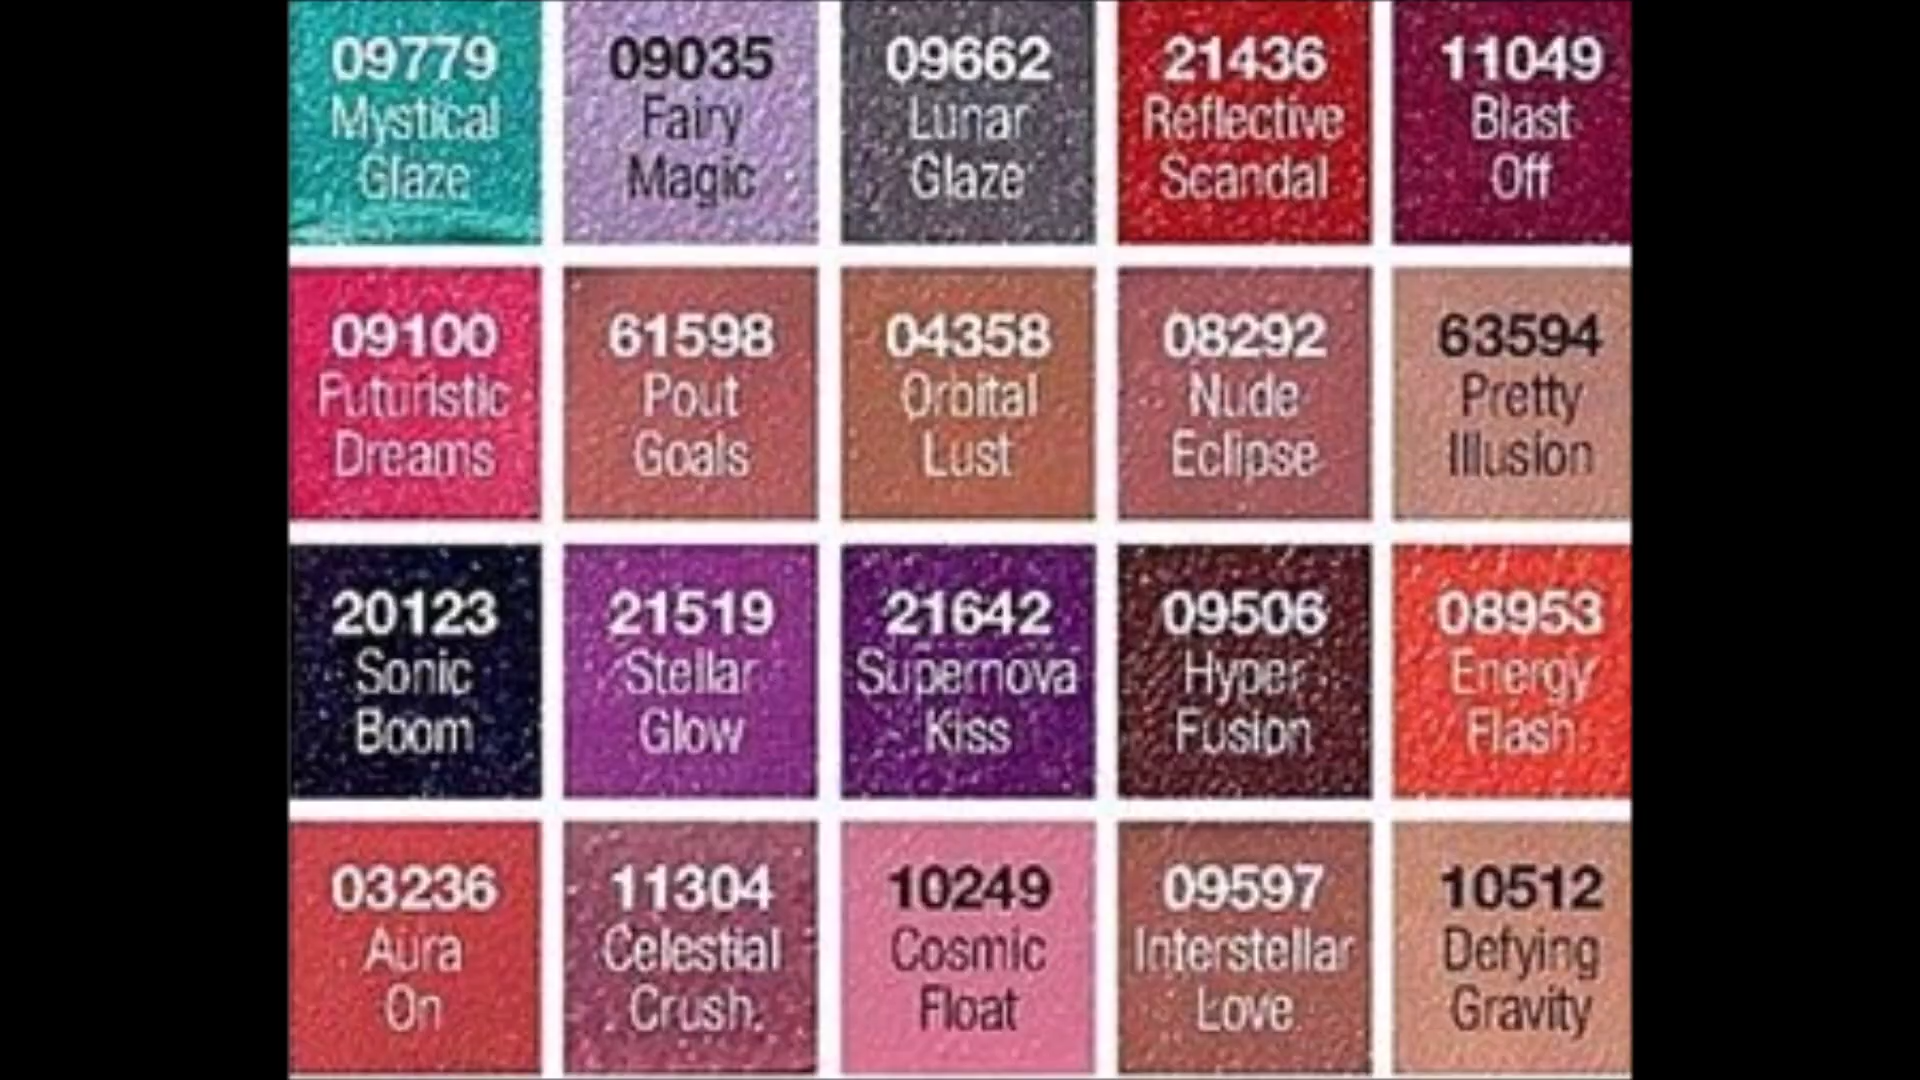 09779
Mystical
Glaze
09035
Fairy
Magic
09662
Lunar
Glaze
21436
Reflective
Scandal
11049
Blast
Off
09100
Futuristic
Dreams
61598
Pout
Goals
04358
Orbital
Lust
08292
Nude
Eclipse
63594
Pretty
Illusion
20123
Sonic
Boom
21519
Stellar
Glow
21642
Supernova
Kiss
09506
Hyper
Fusion
08953
Energy
Flash
03236
Aura
On
11304
Celestial
Crush
10249
Cosmic
Float
09597
Interstellar
Love
10512
Defying
Gravity